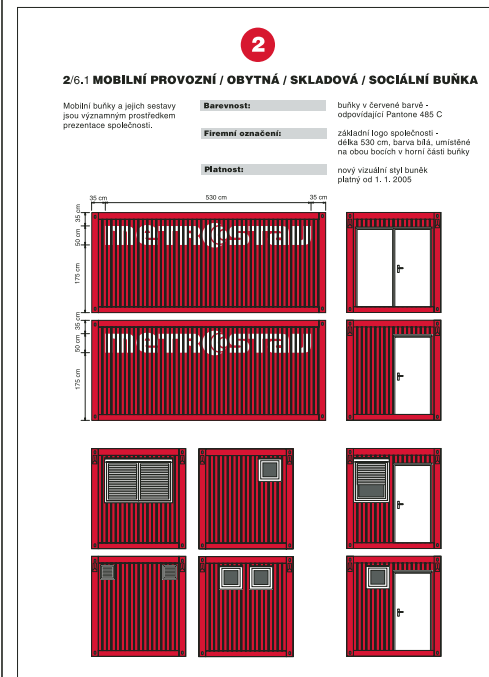 2
2/6.1 MOBILNÍ PROVOZNÍ / OBYTNÁ / SKLADOVÁ / SOCIÁLNÍ BUŇKA
Mobilní buňky a jejich sestavy
jsou významným prostředkem
prezentace společnosti.
Barevnost:
buňky v červené barvě -
odpovídající Pantone 485 C
Firemní označení:
základní logo společnosti -
délka 530 cm, barva bílá, umístěné
na obou bocích v horní části buňky
Platnost:
nový vizuální styl buněk
platný od 1. 1. 2005
35 cm
530 cm
35 cm
35 cm
50 cm
175 cm
metrostav
35 cm
50 cm
175 cm
metrostav